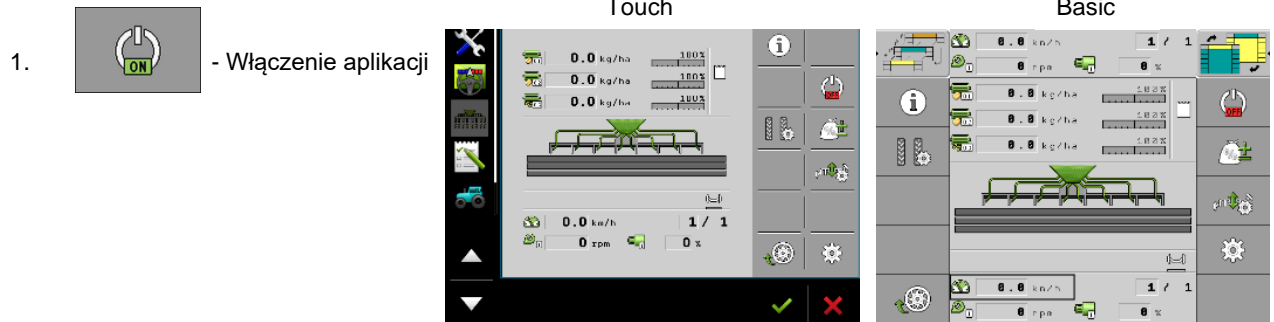 Touch
Basic
1.
ON
- Włączenie aplikacji
0.0 kg/ha 100%
0.0 kg/ha 100%
0.0 kg/ha 100%
OFF
0.0 km/h 1 / 1
0 rpm 0 %
0.0 km/h 1 / 1
0 rpm 0 %
0.0 kg/ha 100%
0.0 kg/ha 100%
0.0 kg/ha 100%
OFF
0.0 km/h 1 / 1
0 rpm 0 %